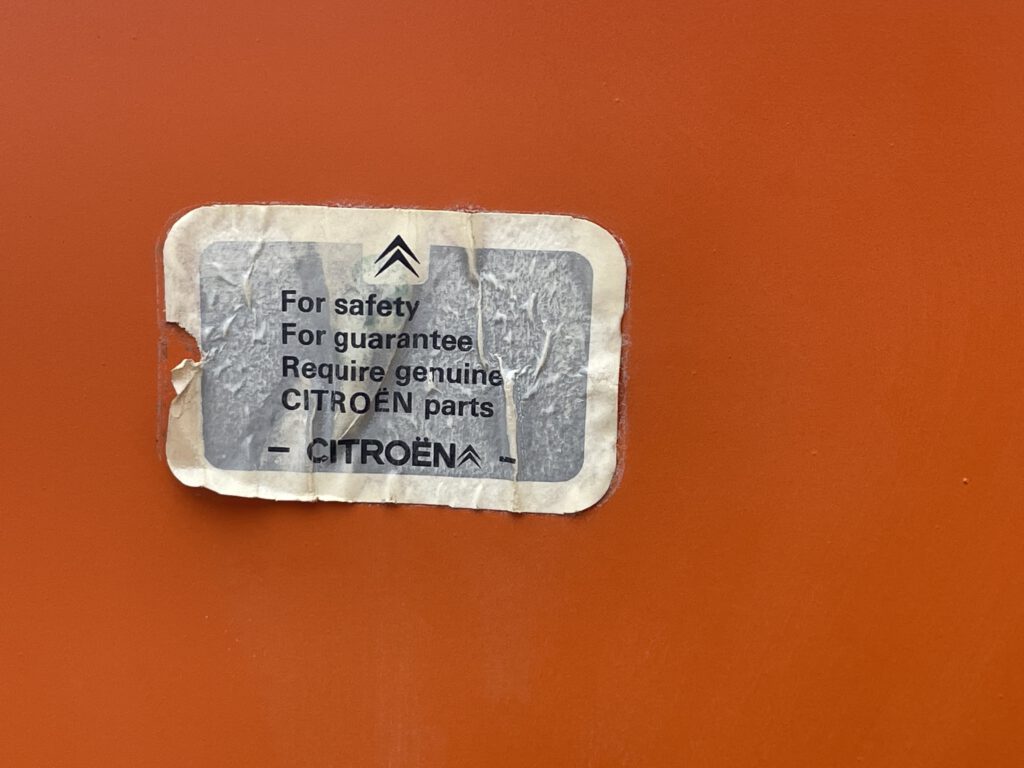 For safety
For guarantee
Require genuine
CITROËN parts
– CITROËN –